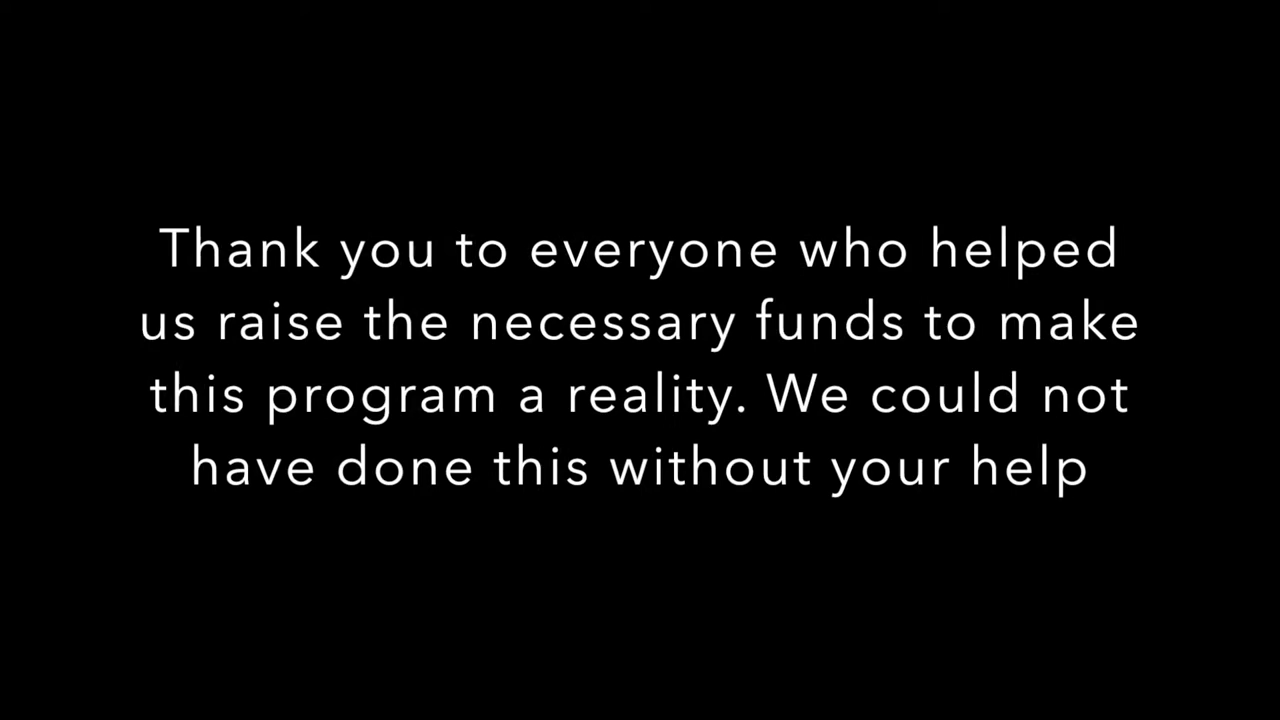 Thank you to everyone who helped
us raise the necessary funds to make
this program a reality. We could not
have done this without your help